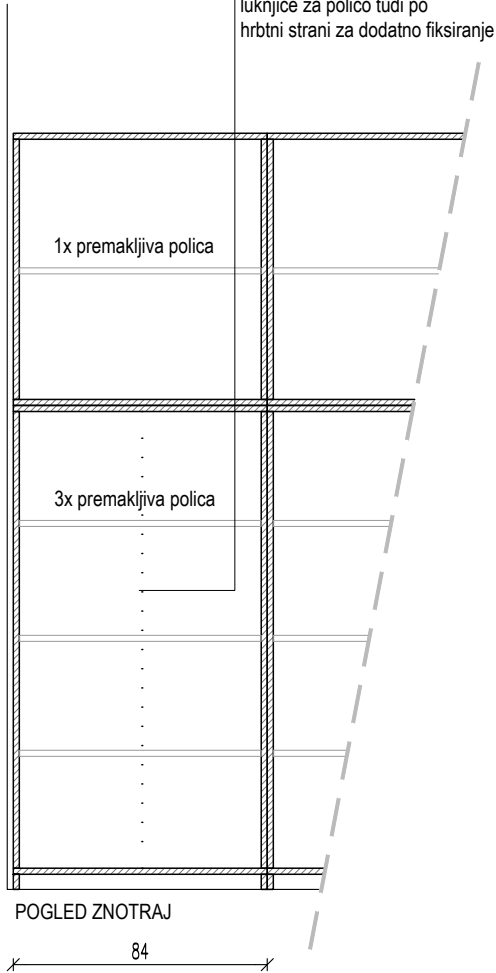 luknjice za polico tudi po
hrbtni strani za dodatno fiksiranje
1x premakljiva polica
3x premakljiva polica
POGLED ZNOTRAJ
84